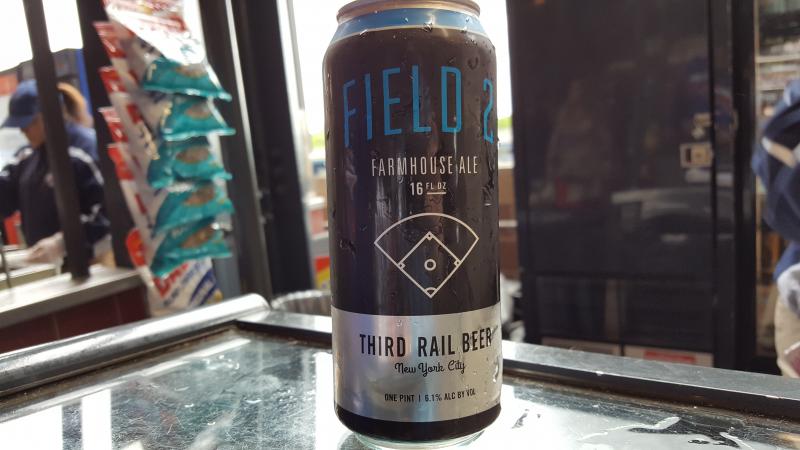 FIELD 2
FARMHOUSE ALE
16 FL OZ
THIRD RAIL BEER
New York City
ONE PINT | 6.1% ALC BY VOL